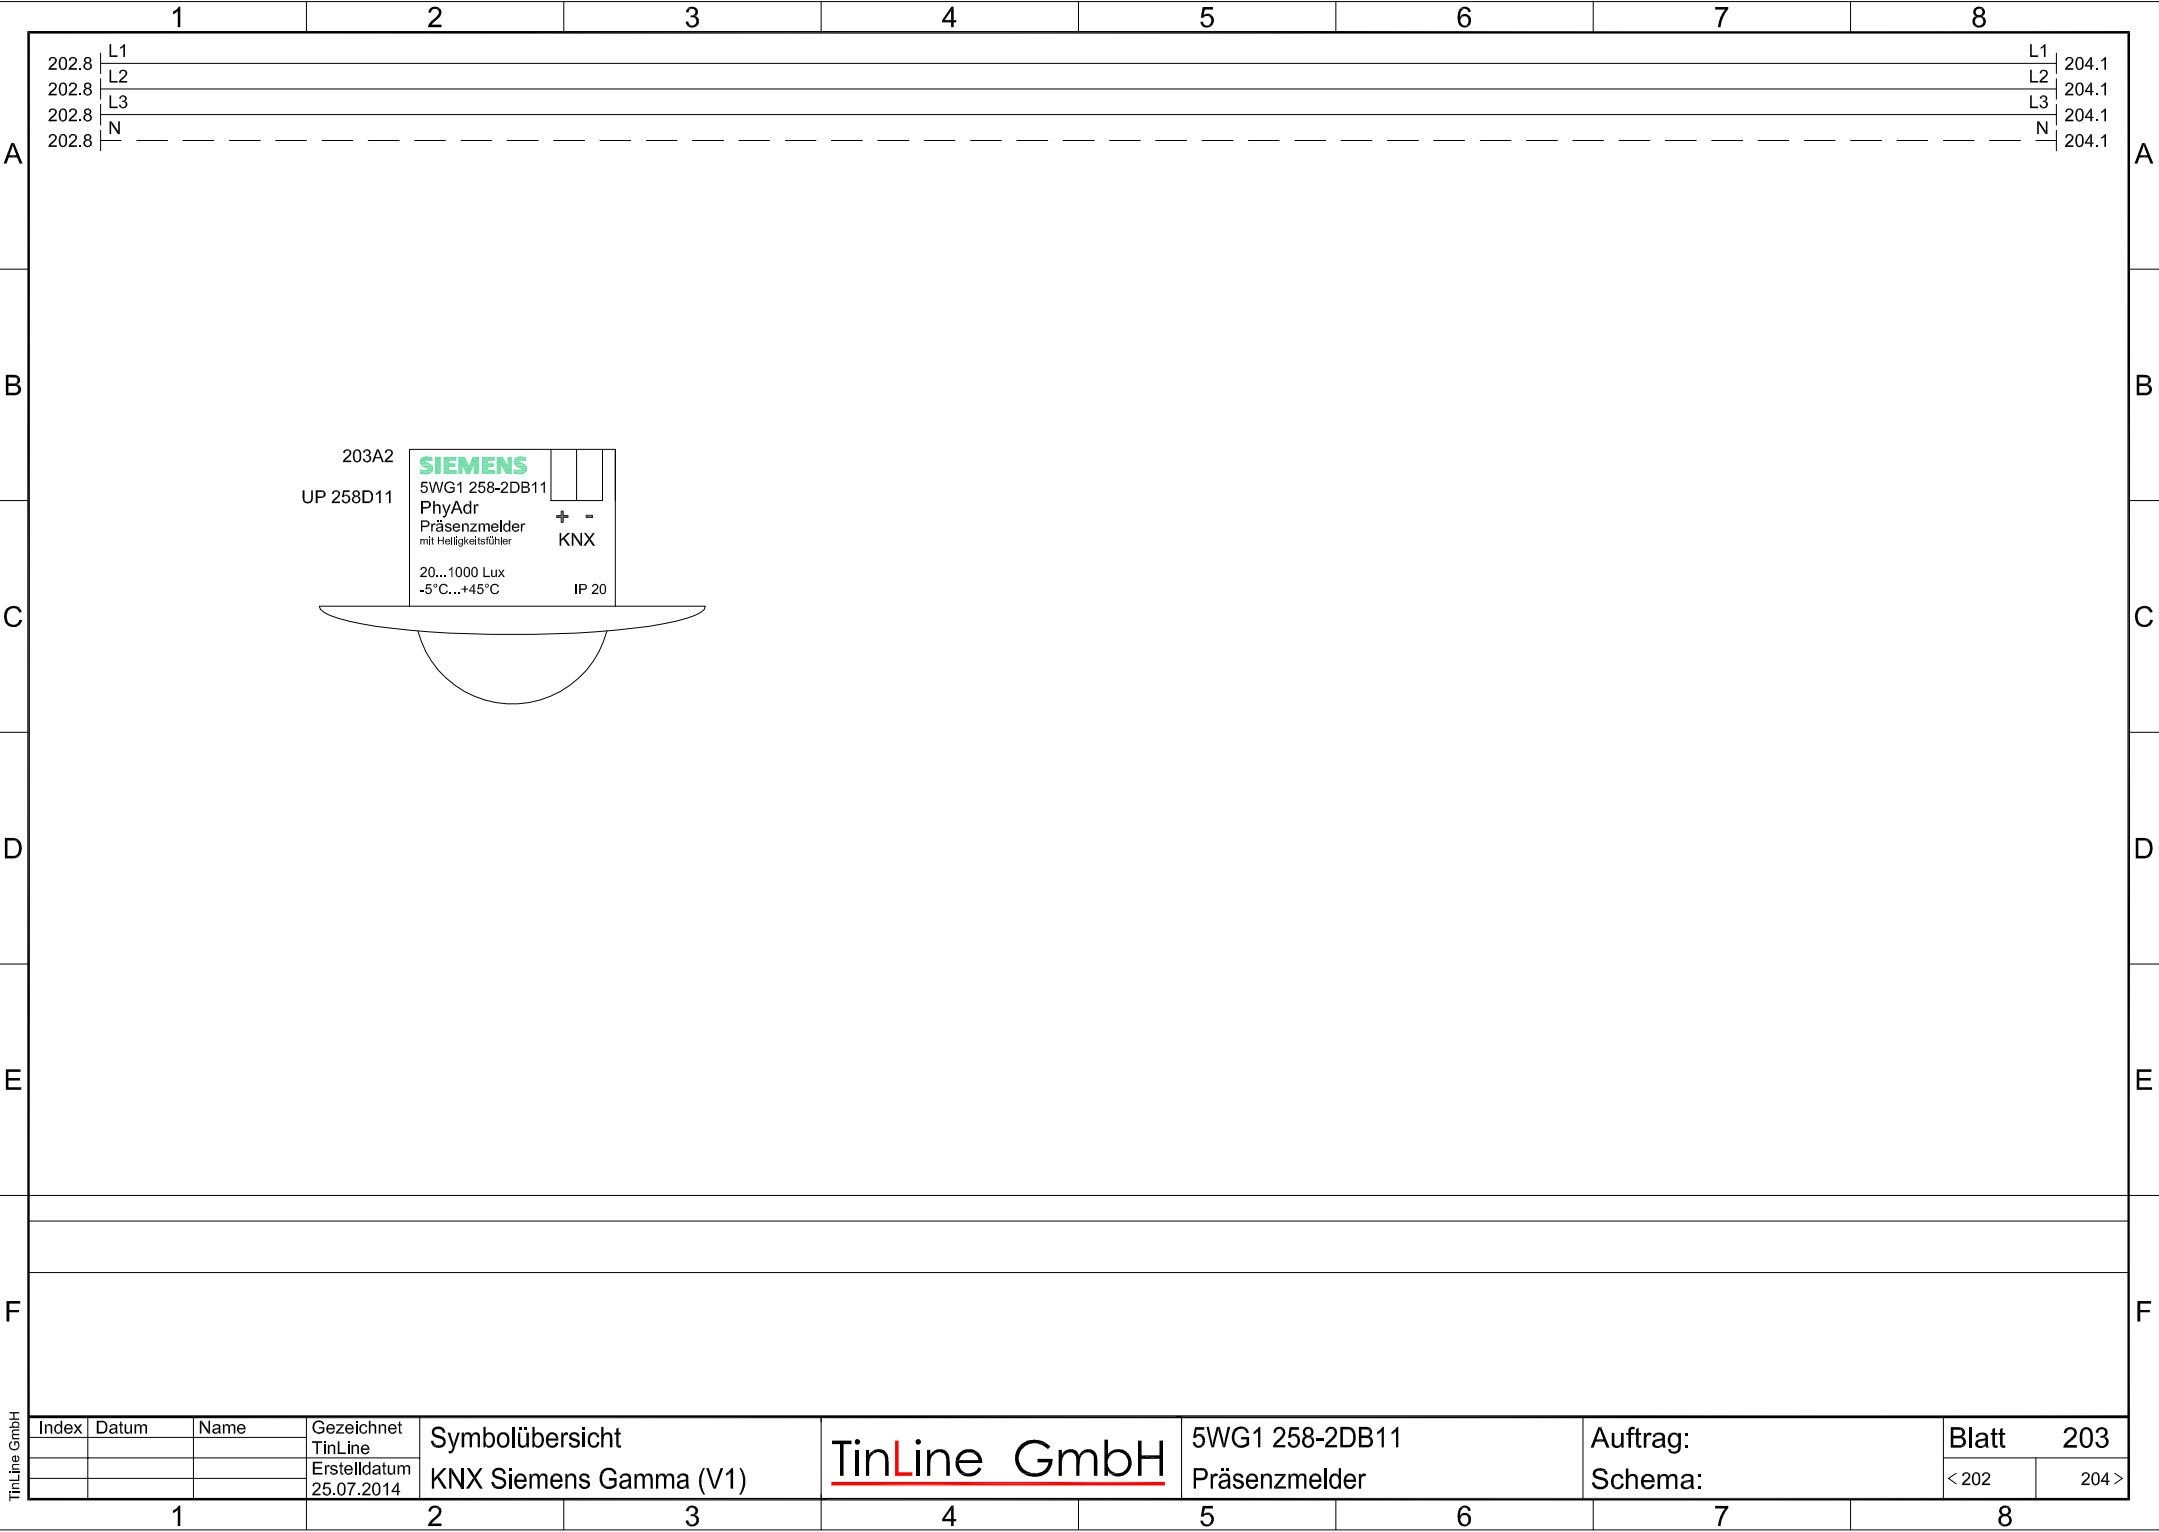 1 2 3 4 5 6 7 8
202.8 L1 L1 204.1
202.8 L2 L2 204.1
202.8 L3 L3 204.1
202.8 N N 204.1
A A
B B
203A2
UP 258D11
SIEMENS
5WG1 258-2DB11
PhyAdr
Präsenzmelder
mit Helligkeitsfühler
+ -
KNX
20...1000 Lux
-5°C...+45°C IP 20
C C
D D
E E
F F
TinLine GmbH
Index Datum Name
Gezeichnet
TinLine
Erstelldatum
25.07.2014
Symbolübersicht
KNX Siemens Gamma (V1)
TinLine GmbH
5WG1 258-2DB11
Präsenzmelder
Auftrag:
Schema:
Blatt 203
< 202 204 >
1 2 3 4 5 6 7 8